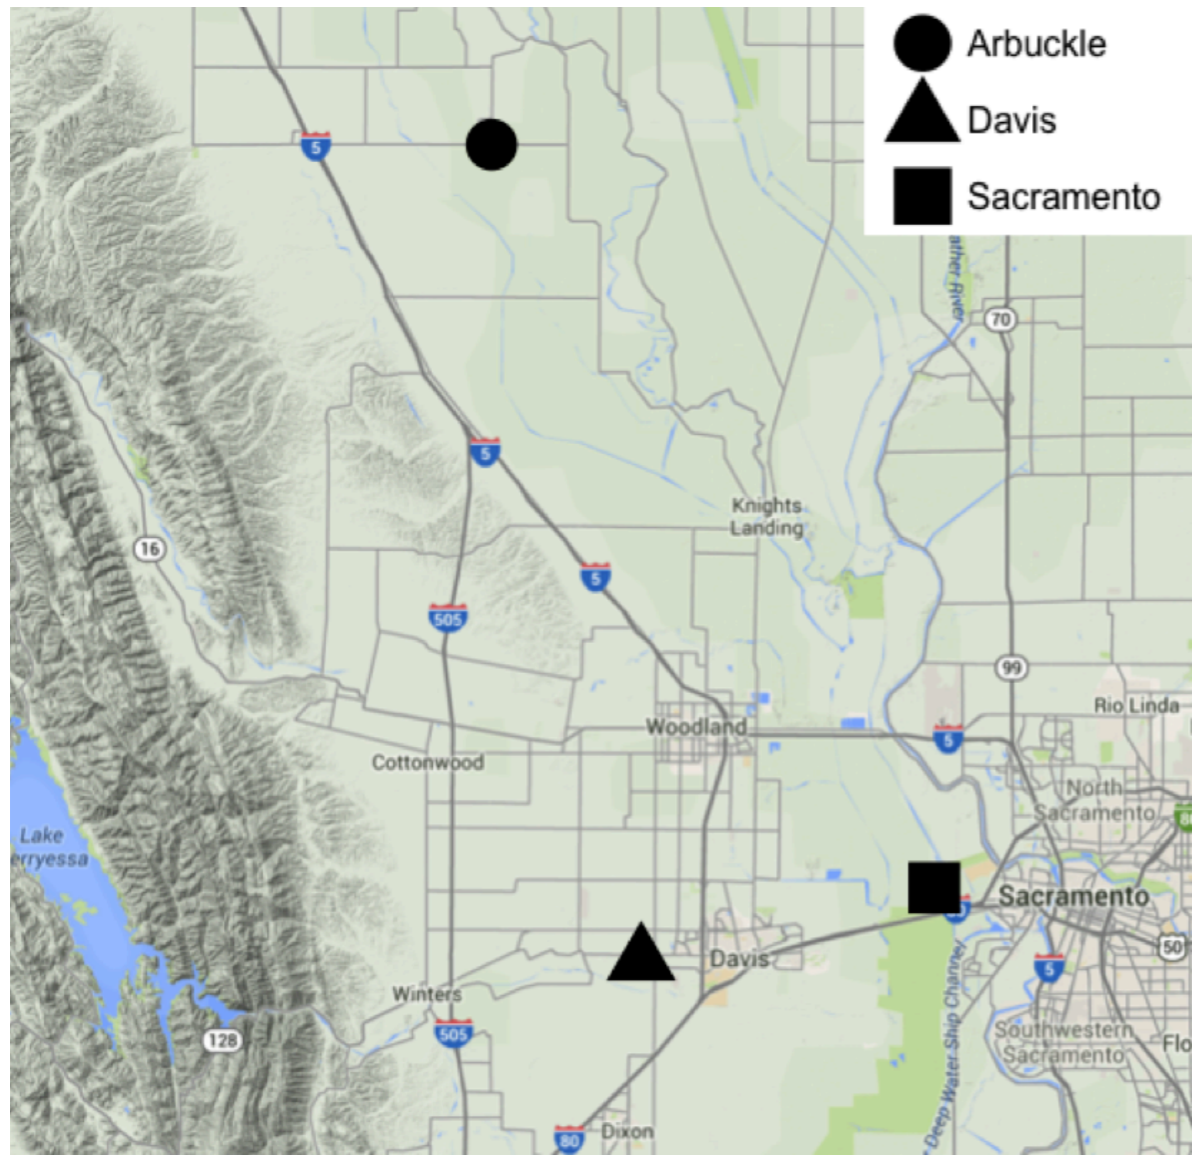 Arbuckle
Davis
Sacramento
5
ather River
70
5
Knights
Landing
16
5
505
99
Rio Linda
Woodland
5
Cottonwood
North
Sacramento
Lake
erryessa
Sacramento
50
Davis
5
Winters
505
128
Southwestern
Sacramento
Flo
Deep Water Ship Channel
80
Dixon